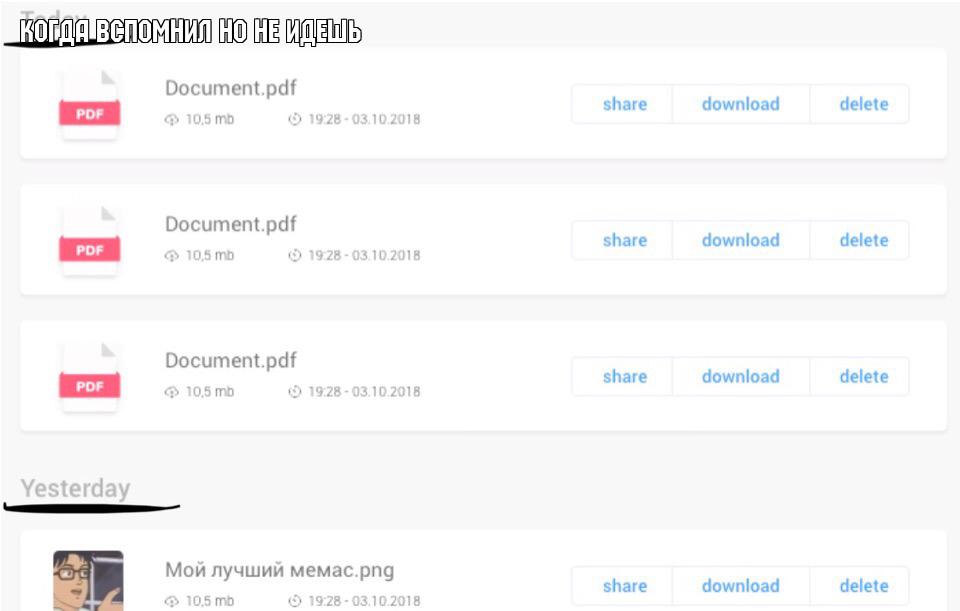 Today
КОГДА ВСПОМНИЛ НО НЕ ИДЕШЬ
Document.pdf
PDF
10,5 mb 19:28 - 03.10.2018
share download delete
Document.pdf
PDF
10,5 mb 19:28 - 03.10.2018
share download delete
Document.pdf
PDF
10,5 mb 19:28 - 03.10.2018
share download delete
Yesterday
Мой лучший мемас.png
10,5 mb 19:28 - 03.10.2018
share download delete